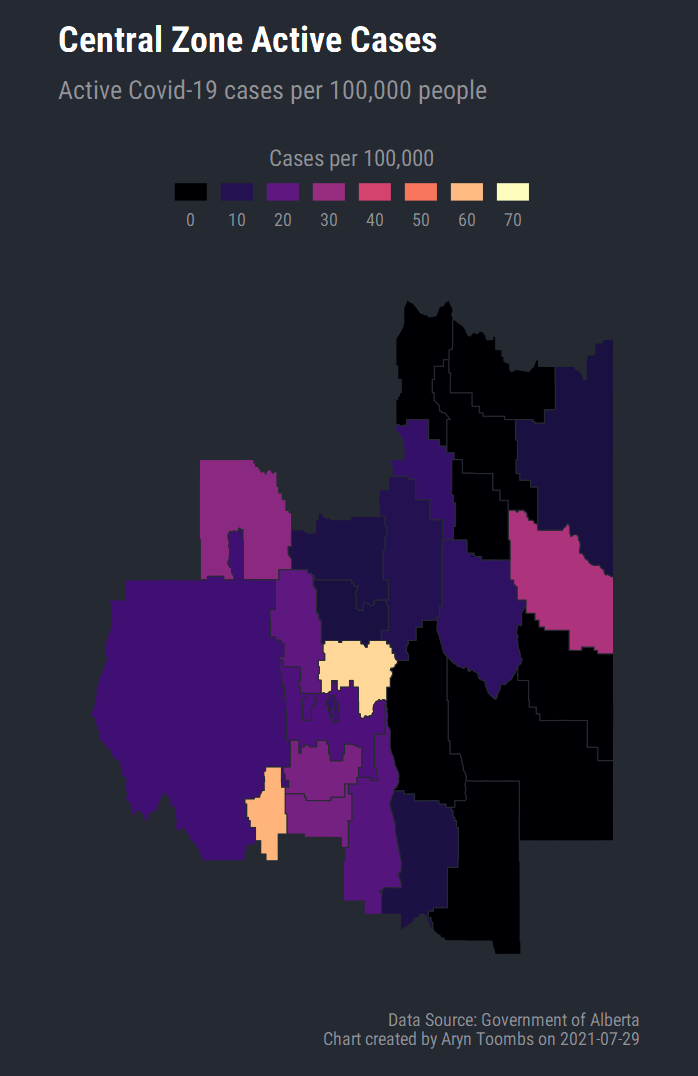 Central Zone Active Cases
Active Covid-19 cases per 100,000 people
Cases per 100,000
0 10 20 30 40 50 60 70
Data Source: Government of Alberta
Chart created by Aryn Toombs on 2021-07-29